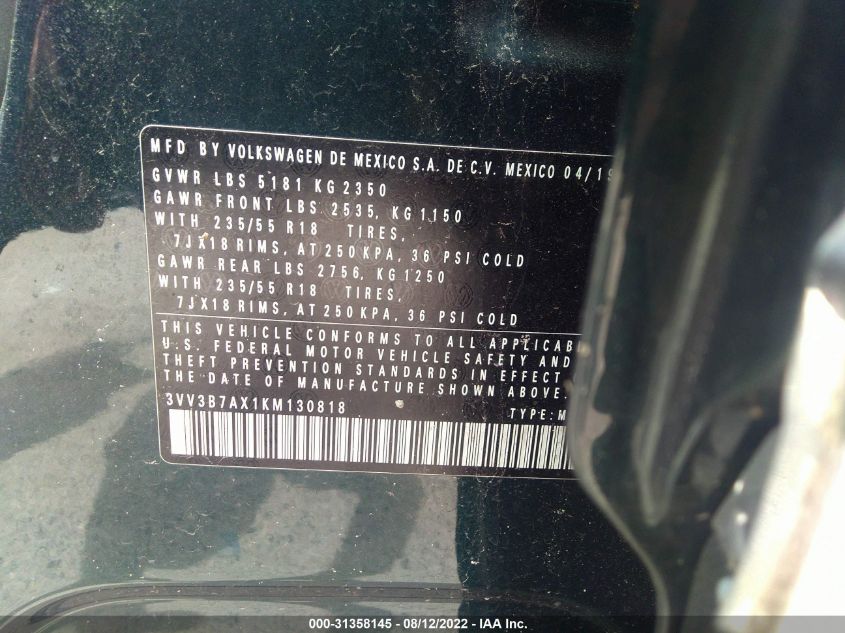 MFD BY VOLKSWAGEN DE MEXICO S.A. DE C.V. MEXICO 04/19
GVWR LBS 5181 KG 2350
GAWR FRONT LBS 2535, KG 1150
WITH 235/55 R18 TIRES,
7JX18 RIMS, AT 250 KPA, 36 PSI COLD
GAWR REAR LBS 2756, KG 1250
WITH 235/55 R18 TIRES,
7JX18 RIMS, AT 250 KPA, 36 PSI COLD
THIS VEHICLE CONFORMS TO ALL APPLICAB
U.S. FEDERAL MOTOR VEHICLE SAFETY AND
THEFT PREVENTION STANDARDS IN EFFECT
THE DATE OF MANUFACTURE SHOWN ABOVE.
3VV3B7AX1KM130818 TYPE: M
000-31358145 - 08/12/2022 - IAA Inc.